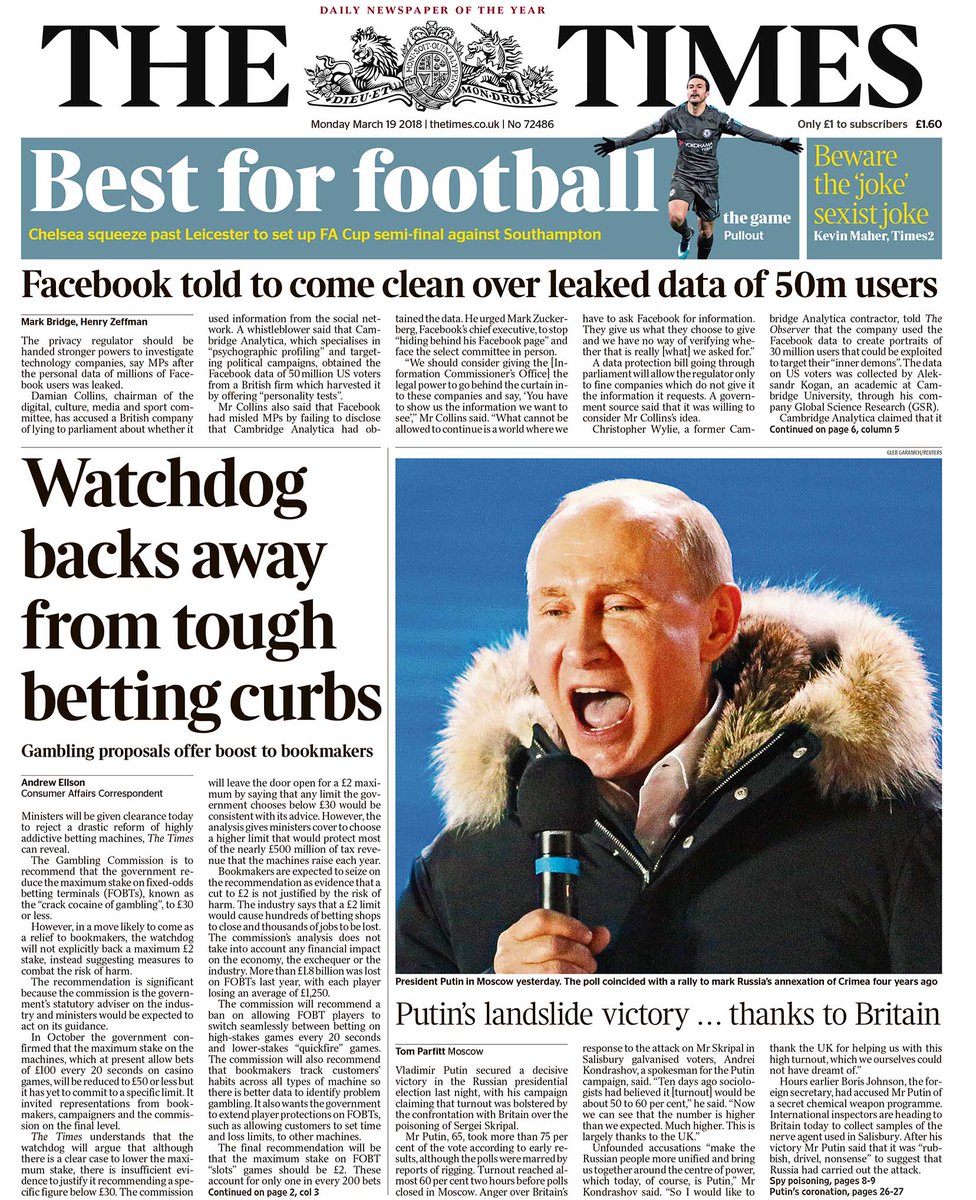 DAILY NEWSPAPER OF THE YEAR
THE TIMES
HONI SOIT QUI MAL Y PENSE
DIEU ET MON DROIT
Monday March 19 2018 | thetimes.co.uk | No 72486
Only £1 to subscribers £1.60
Best for football
Chelsea squeeze past Leicester to set up FA Cup semi-final against Southampton
YOKOHAMA
the game
Pullout
Beware
the ‘joke’
sexist joke
Kevin Maher, Times2
Facebook told to come clean over leaked data of 50m users
Mark Bridge, Henry Zeffman
The privacy regulator should be
handed stronger powers to investigate
technology companies, say MPs after
the personal data of millions of Face-
book users was leaked.
Damian Collins, chairman of the
digital, culture, media and sport com-
mittee, has accused a British company
of lying to parliament about whether it
used information from the social net-
work. A whistleblower said that Cam-
bridge Analytica, which specialises in
“psychographic profiling” and target-
ing political campaigns, obtained the
Facebook data of 50 million US voters
from a British firm which harvested it
by offering “personality tests”.
Mr Collins also said that Facebook
had misled MPs by failing to disclose
that Cambridge Analytica had ob-
tained the data. He urged Mark Zucker-
berg, Facebook’s chief executive, to stop
“hiding behind his Facebook page” and
face the select committee in person.
“We should consider giving the [In-
formation Commissioner’s Office] the
legal power to go behind the curtain in-
to these companies and say, ‘You have
to show us the information we want to
see’,” Mr Collins said. “What cannot be
allowed to continue is a world where we
have to ask Facebook for information.
They give us what they choose to give
and we have no way of verifying whe-
ther that is really [what] we asked for.”
A data protection bill going through
parliament will allow the regulator only
to fine companies which do not give it
the information it requests. A govern-
ment source said that it was willing to
consider Mr Collins’s idea.
Christopher Wylie, a former Cam-
bridge Analytica contractor, told The
Observer that the company used the
Facebook data to create portraits of
30 million users that could be exploited
to target their “inner demons”. The data
on US voters was collected by Alek-
sandr Kogan, an academic at Cam-
bridge University, through his com-
pany Global Science Research (GSR).
Cambridge Analytica claimed that it
Continued on page 6, column 5
Watchdog
backs away
from tough
betting curbs
Gambling proposals offer boost to bookmakers
Andrew Ellson
Consumer Affairs Correspondent
Ministers will be given clearance today
to reject a drastic reform of highly
addictive betting machines, The Times
can reveal.
The Gambling Commission is to
recommend that the government re-
duce the maximum stake on fixed-odds
betting terminals (FOBTs), known as
the “crack cocaine of gambling”, to £30
or less.
However, in a move likely to come as
a relief to bookmakers, the watchdog
will not explicitly back a maximum £2
stake, instead suggesting measures to
combat the risk of harm.
The recommendation is significant
because the commission is the govern-
ment’s statutory adviser on the indus-
try and ministers would be expected to
act on its guidance.
In October the government con-
firmed that the maximum stake on the
machines, which at present allow bets
of £100 every 20 seconds on casino
games, will be reduced to £50 or less but
it has yet to commit to a specific limit. It
invited representations from book-
makers, campaigners and the commis-
sion on the final level.
The Times understands that the
watchdog will argue that although
there is a clear case to lower the maxi-
mum stake, there is insufficient evi-
dence to justify it recommending a spe-
cific figure below £30. The commission
will leave the door open for a £2 maxi-
mum by saying that any limit the gov-
ernment chooses below £30 would be
consistent with its advice. However, the
analysis gives ministers cover to choose
a higher limit that would protect most
of the nearly £500 million of tax reve-
nue that the machines raise each year.
Bookmakers are expected to seize on
the recommendation as evidence that a
cut to £2 is not justified by the risk of
harm. The industry says that a £2 limit
would cause hundreds of betting shops
to close and thousands of jobs to be lost.
The commission’s analysis does not
take into account any financial impact
on the economy, the exchequer or the
industry. More than £1.8 billion was lost
on FOBTs last year, with each player
losing an average of £1,250.
The commission will recommend a
ban on allowing FOBT players to
switch seamlessly between betting on
high-stakes games every 20 seconds
and lower-stakes “quickfire” games.
The commission will also recommend
that bookmakers track customers’
habits across all types of machine so
there is better data to identify problem
gambling. It also wants the government
to extend player protections on FOBTs,
such as allowing customers to set time
and loss limits, to other machines.
The final recommendation will be
that the maximum stake on FOBT
“slots” games should be £2. These
account for only one in every 200 bets
Continued on page 2, col 3
GLEB GARANICH/REUTERS
President Putin in Moscow yesterday. The poll coincided with a rally to mark Russia’s annexation of Crimea four years ago
Putin’s landslide victory ... thanks to Britain
Tom Parfitt Moscow
Vladimir Putin secured a decisive
victory in the Russian presidential
election last night, with his campaign
claiming that turnout was bolstered by
the confrontation with Britain over the
poisoning of Sergei Skripal.
Mr Putin, 65, took more than 75 per
cent of the vote according to early re-
sults, although the polls were marred by
reports of rigging. Turnout reached al-
most 60 per cent two hours before polls
closed in Moscow. Anger over Britain’s
response to the attack on Mr Skripal in
Salisbury galvanised voters, Andrei
Kondrashov, a spokesman for the Putin
campaign, said. “Ten days ago sociolo-
gists had believed it [turnout] would be
about 50 to 60 per cent,” he said. “Now
we can see that the number is higher
than we expected. Much higher. This is
largely thanks to the UK.”
Unfounded accusations “make the
Russian people more unified and bring
us together around the centre of power,
which today, of course, is Putin,” Mr
Kondrashov said. “So I would like to
thank the UK for helping us with this
high turnout, which we ourselves could
not have dreamt of.”
Hours earlier Boris Johnson, the for-
eign secretary, had accused Mr Putin of
a secret chemical weapon programme.
International inspectors are heading to
Britain today to collect samples of the
nerve agent used in Salisbury. After his
victory Mr Putin said that it was “rub-
bish, drivel, nonsense” to suggest that
Russia had carried out the attack.
Spy poisoning, pages 8-9
Putin’s coronation, pages 26-27